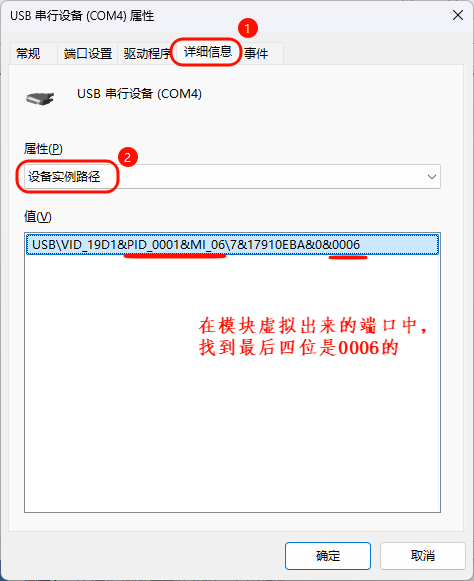 USB 串行设备 (COM4) 属性
1
常规 端口设置 驱动程序 详细信息 事件
USB 串行设备 (COM4)
属性(P)
2
设备实例路径
值(V)
USB\VID_19D1&PID_0001&MI_06\7&17910EBA&0&0006
在模块虚拟出来的端口中，
找到最后四位是0006的
确定 取消